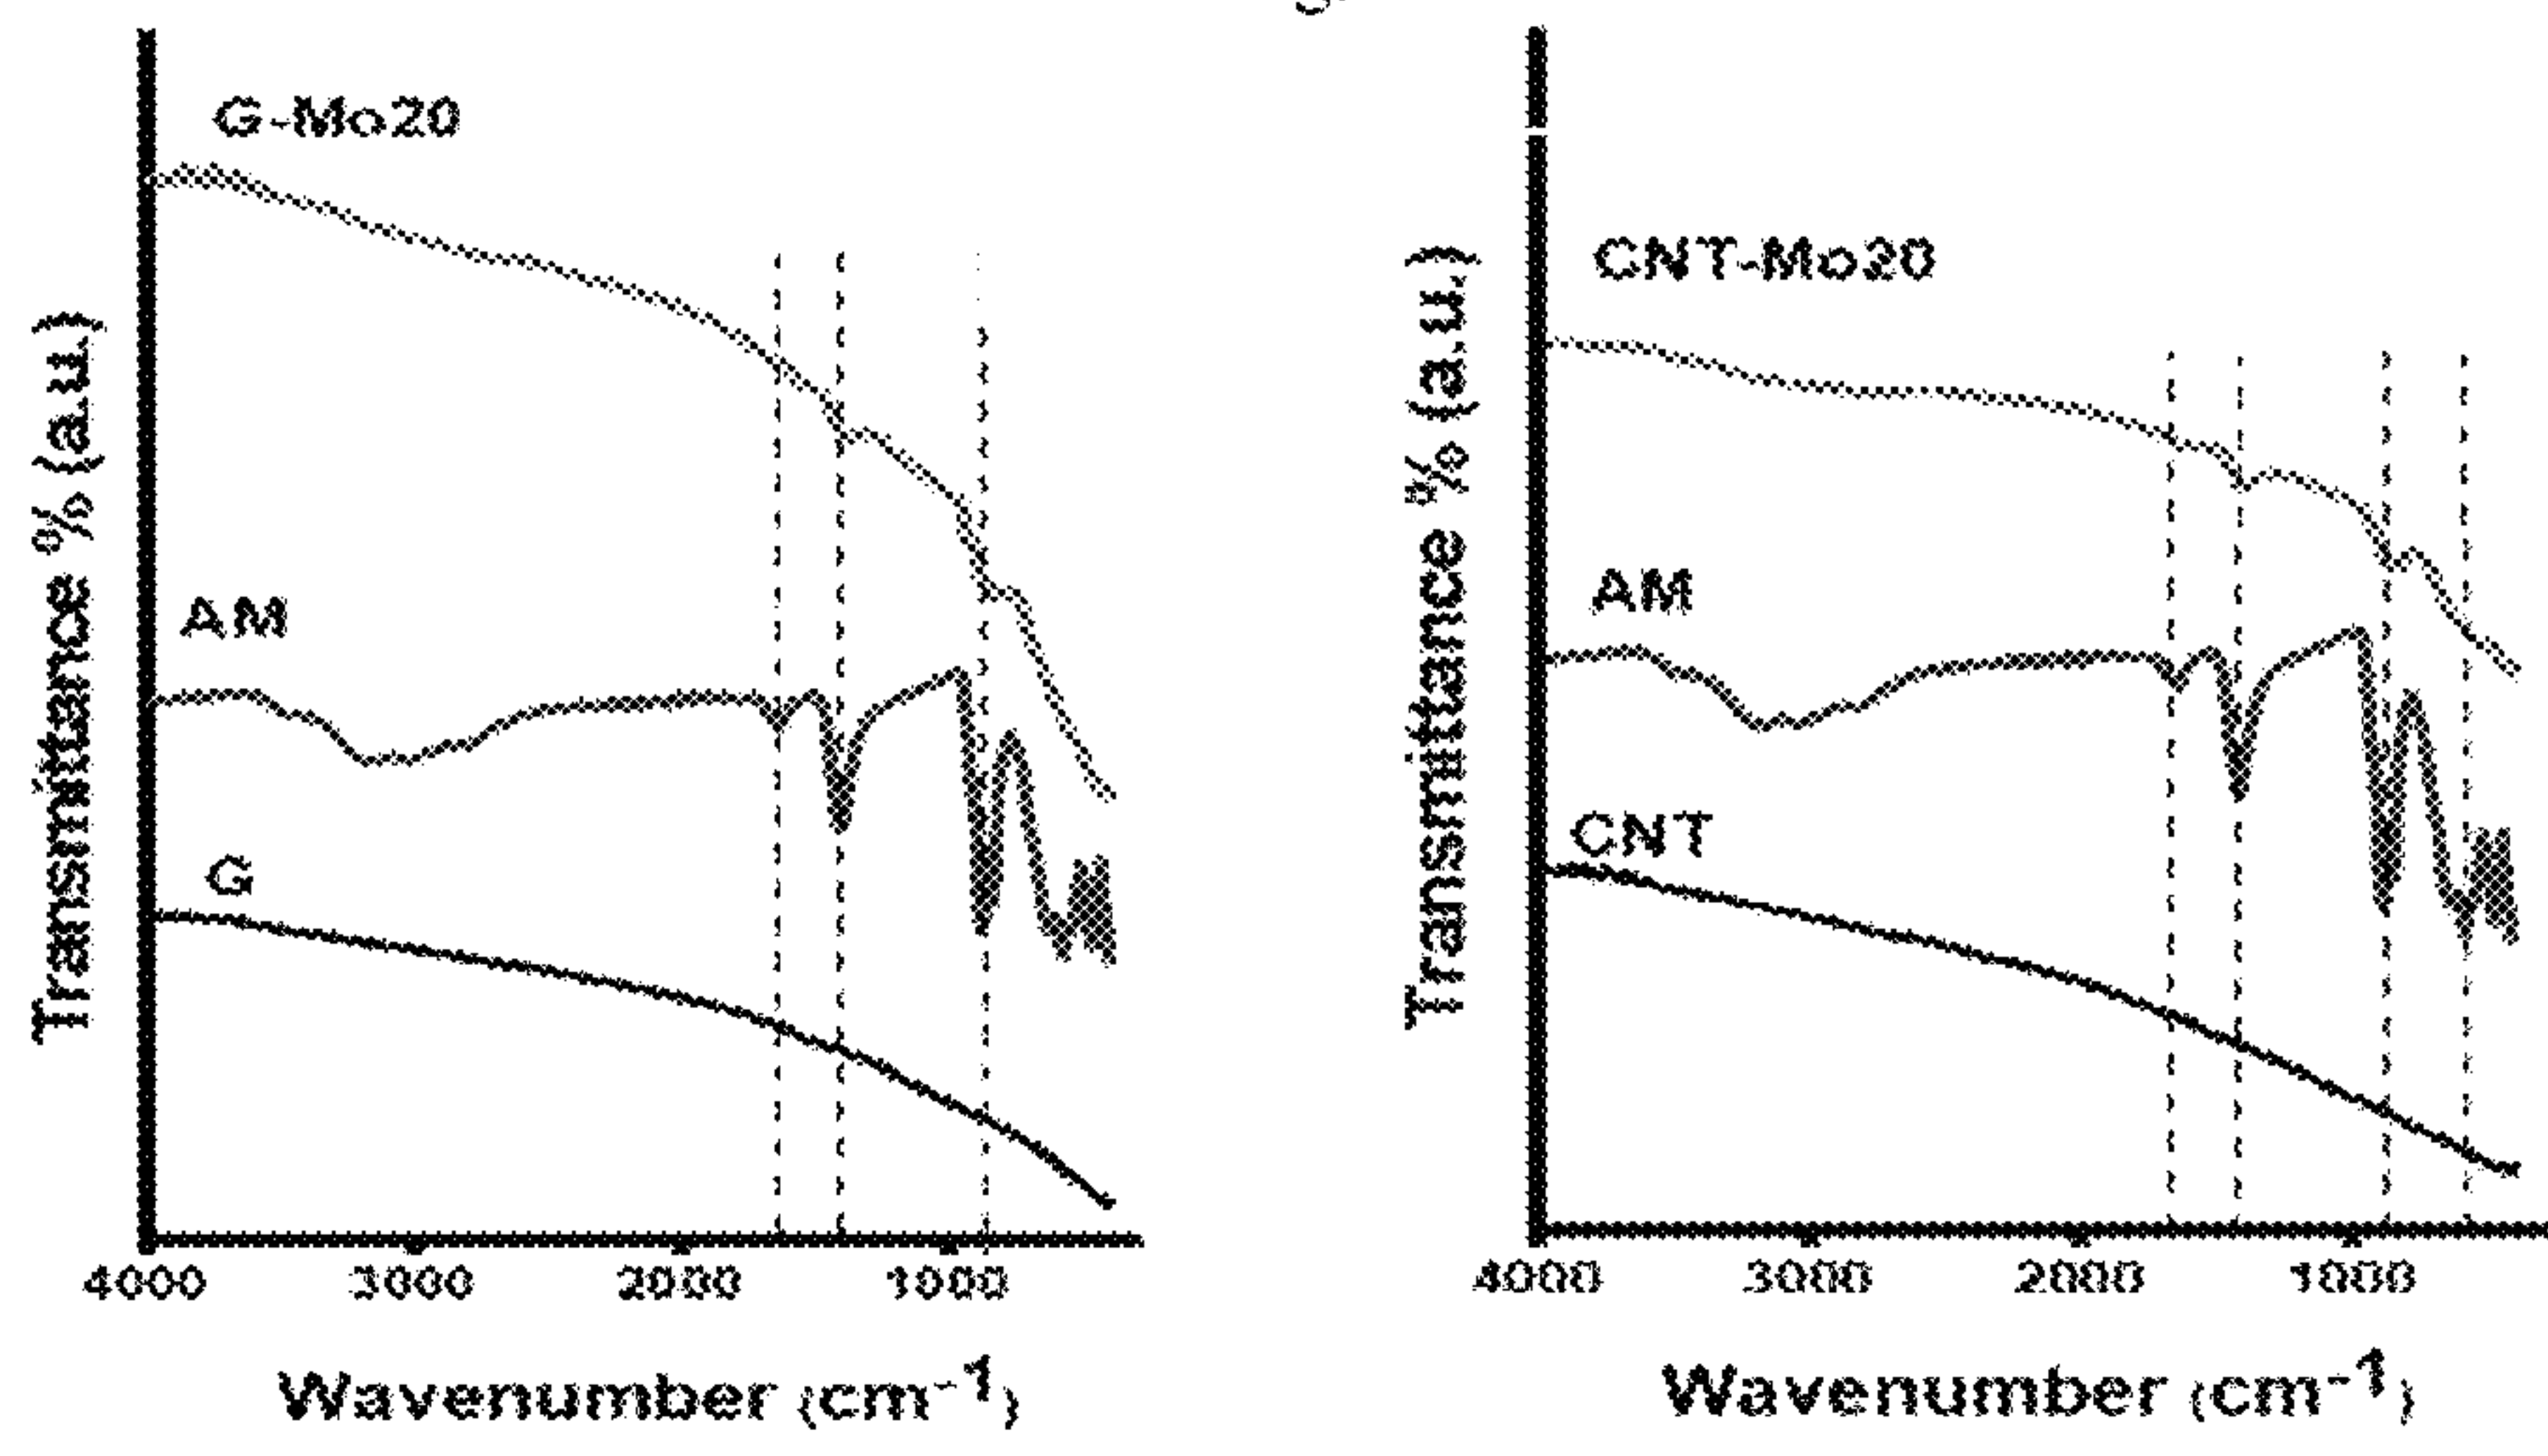 Transmittance % (a.u.)
G-Mo20
AM
G
4000 3000 2000 1000
Wavenumber (cm⁻¹)
Transmittance % (a.u.)
CNT-Mo20
AM
CNT
4000 3000 2000 1000
Wavenumber (cm⁻¹)